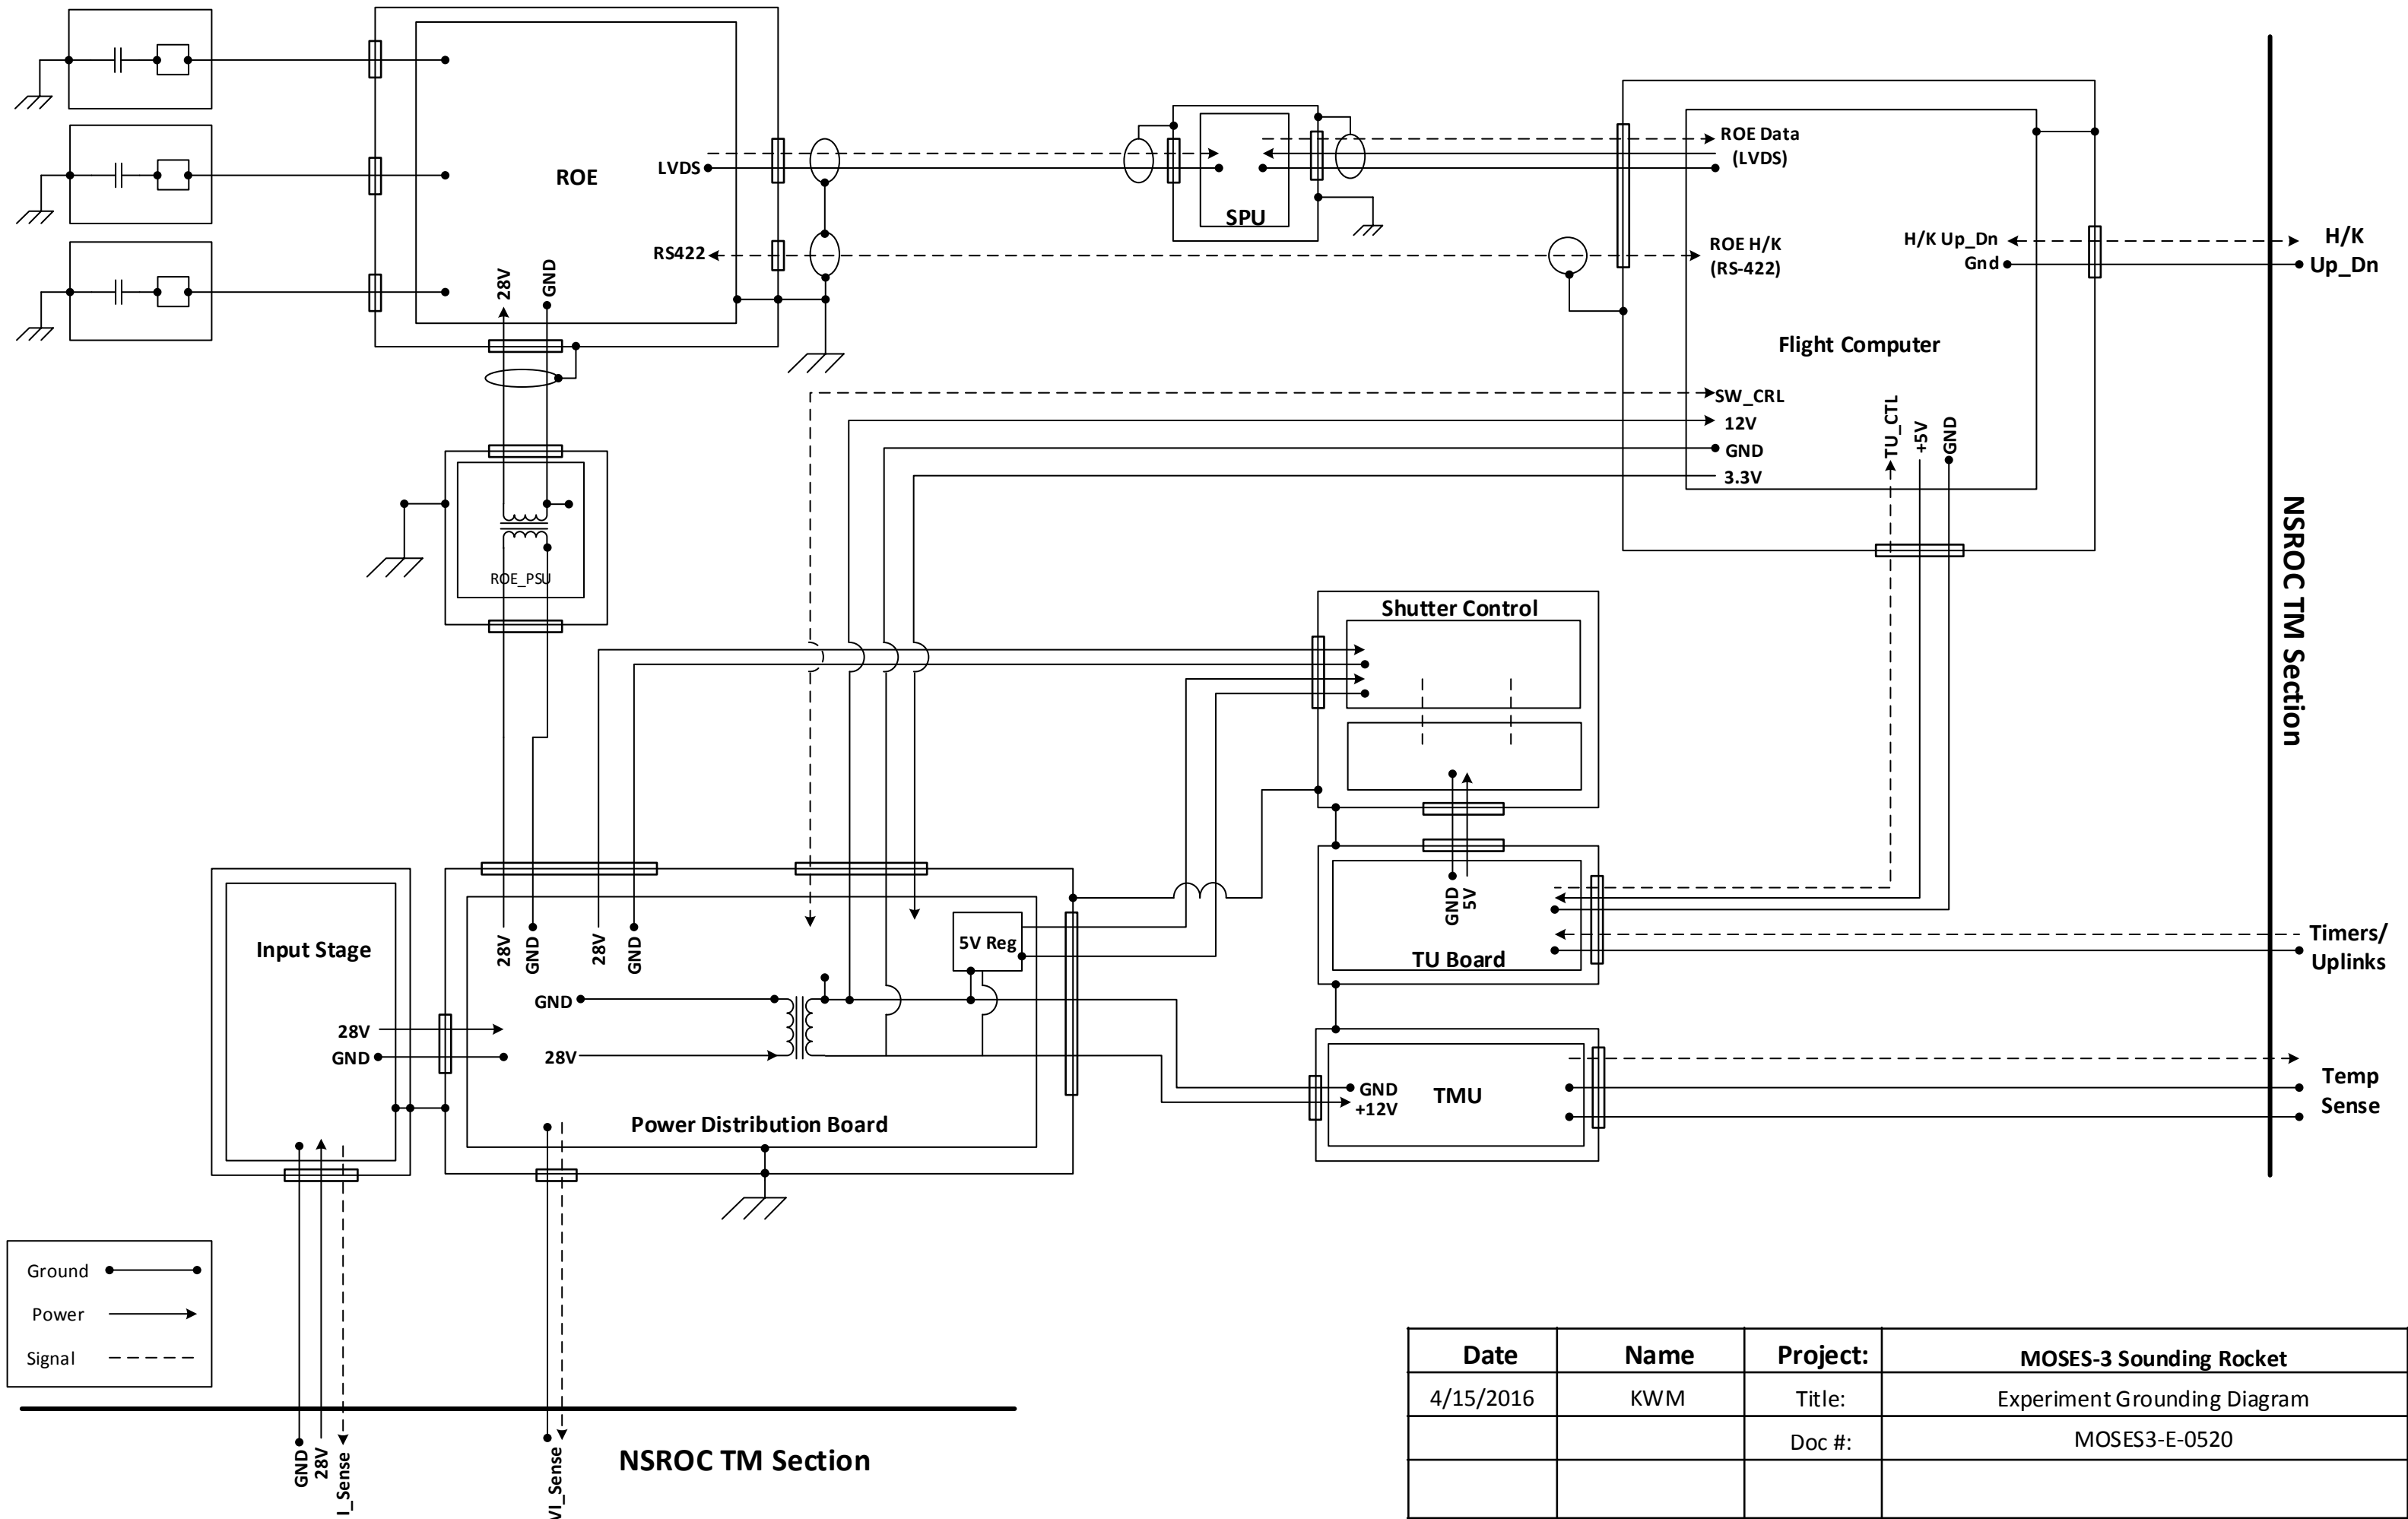 ROE
LVDS
RS422
28V
GND
SPU
ROE Data
(LVDS)
ROE H/K
(RS-422)
H/K Up_Dn
Gnd
H/K
Up_Dn
Flight Computer
SW_CRL
12V
GND
3.3V
TU_CTL
+5V
GND
NSROC TM Section
ROE_PSU
Shutter Control
GND
5V
TU Board
Timers/
Uplinks
Input Stage
28V
GND
28V
GND
28V
GND
5V Reg
GND
28V
Power Distribution Board
GND
+12V
TMU
Temp
Sense
Ground
Power
Signal
GND
28V
I_Sense
VI_Sense
NSROC TM Section
Date Name Project: MOSES-3 Sounding Rocket
4/15/2016 KWM Title: Experiment Grounding Diagram
Doc #: MOSES3-E-0520